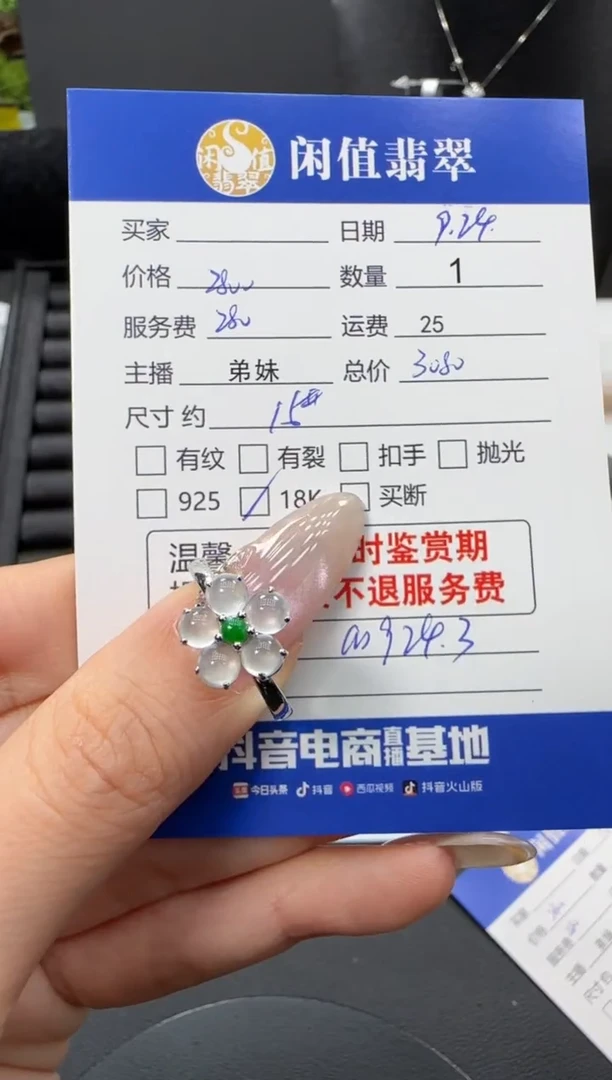 闲值翡翠 闲值翡翠
买家 日期 9.24.
价格 2800 数量 1
服务费 280 运费 25
主播 弟妹 总价 3080
尺寸 约 15#
有纹 有裂 扣手 抛光
925 18K 买断
温馨 时鉴赏期
不退服务费
924.3
抖音电商直播基地
今日头条 抖音 西瓜视频 抖音火山版